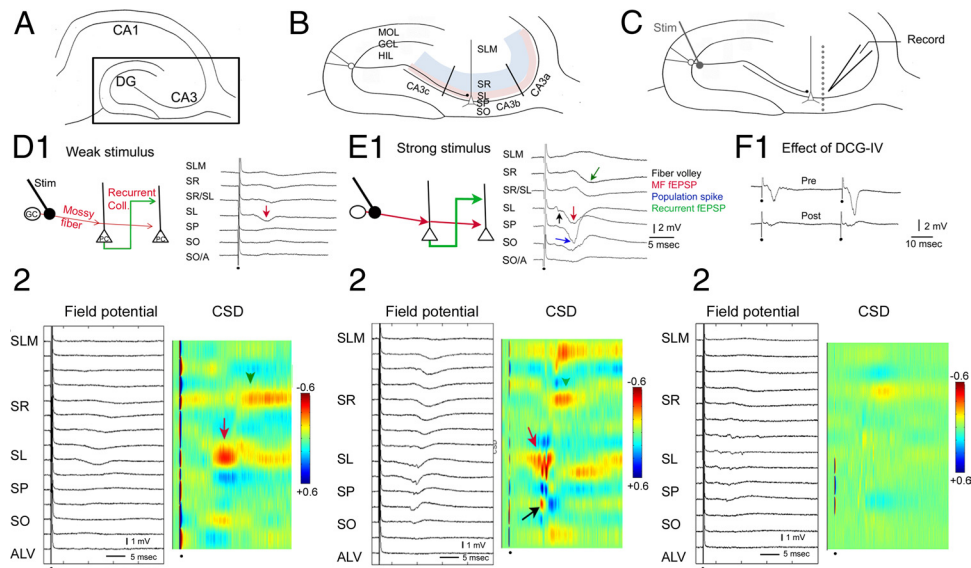 A
CA1
DG
CA3
B
MOL
GCL
HIL
SLM
SR
SL
SP
SO
CA3c
CA3b
CA3a
C
Stim
Record
D1 Weak stimulus
Stim
GC
Mossy
fiber
Recurrent
Coll.
PC
PC
SLM
SR
SR/SL
SL
SP
SO
SO/A
E1 Strong stimulus
SLM
SR
SR/SL
SL
SP
SO
SO/A
Fiber volley
MF fEPSP
Population spike
Recurrent fEPSP
2 mV
5 msec
F1 Effect of DCG-IV
Pre
Post
2 mV
10 msec
2
Field potential CSD
SLM
SR
SL
SP
SO
ALV
1 mV
5 msec
-0.6
+0.6
2
Field potential CSD
SLM
SR
SL
SP
SO
ALV
1 mV
5 msec
CSD
-0.6
+0.6
2
Field potential CSD
SLM
SR
SL
SP
SO
ALV
1 mV
5 msec
-0.6
+0.6